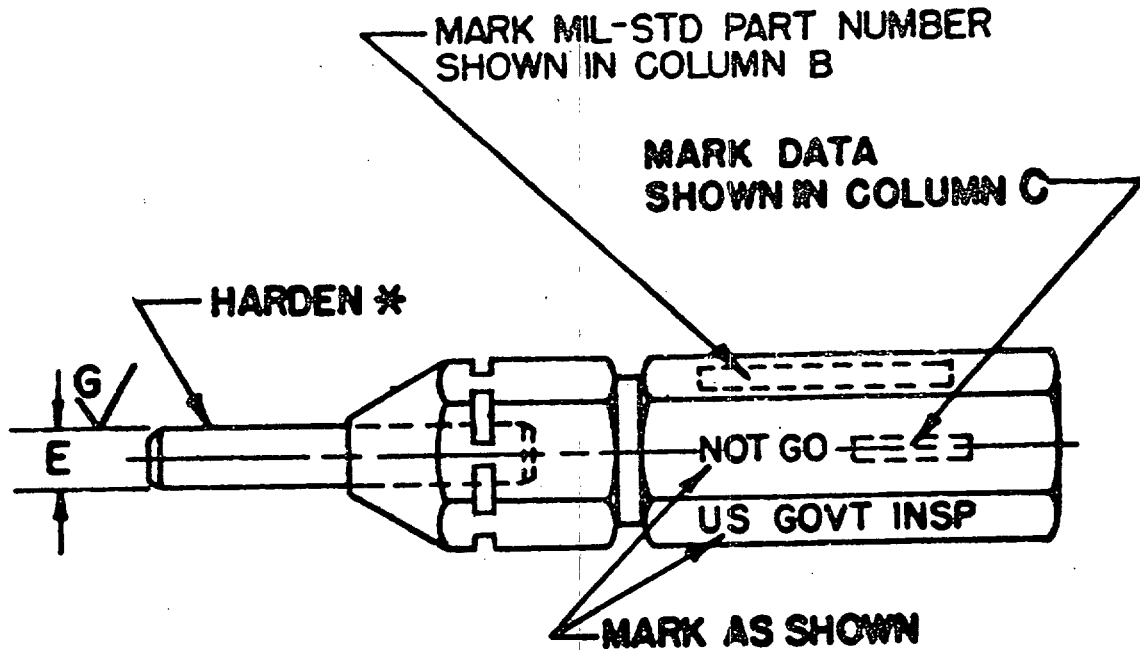 MARK MIL-STD PART NUMBER
SHOWN IN COLUMN B
MARK DATA
SHOWN IN COLUMN C
HARDEN *
G
E
NOT GO
US GOVT INSP
MARK AS SHOWN